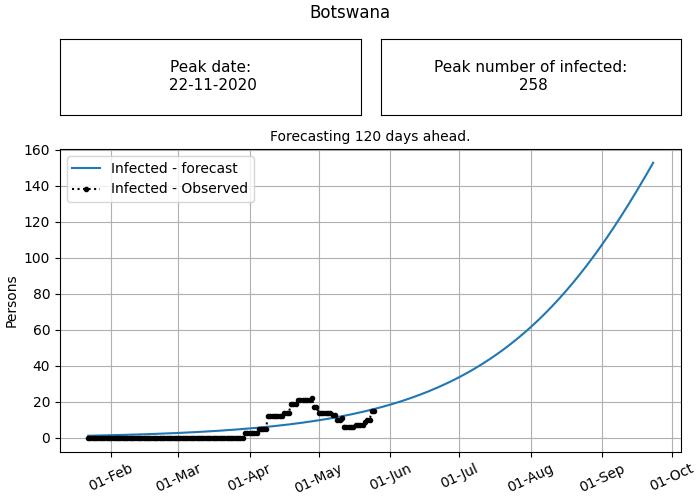 Botswana
Peak date:
22-11-2020
Peak number of infected:
258
Forecasting 120 days ahead.
Infected - forecast
Infected - Observed
Persons
160
140
120
100
80
60
40
20
0
01-Feb
01-Mar
01-Apr
01-May
01-Jun
01-Jul
01-Aug
01-Sep
01-Oct